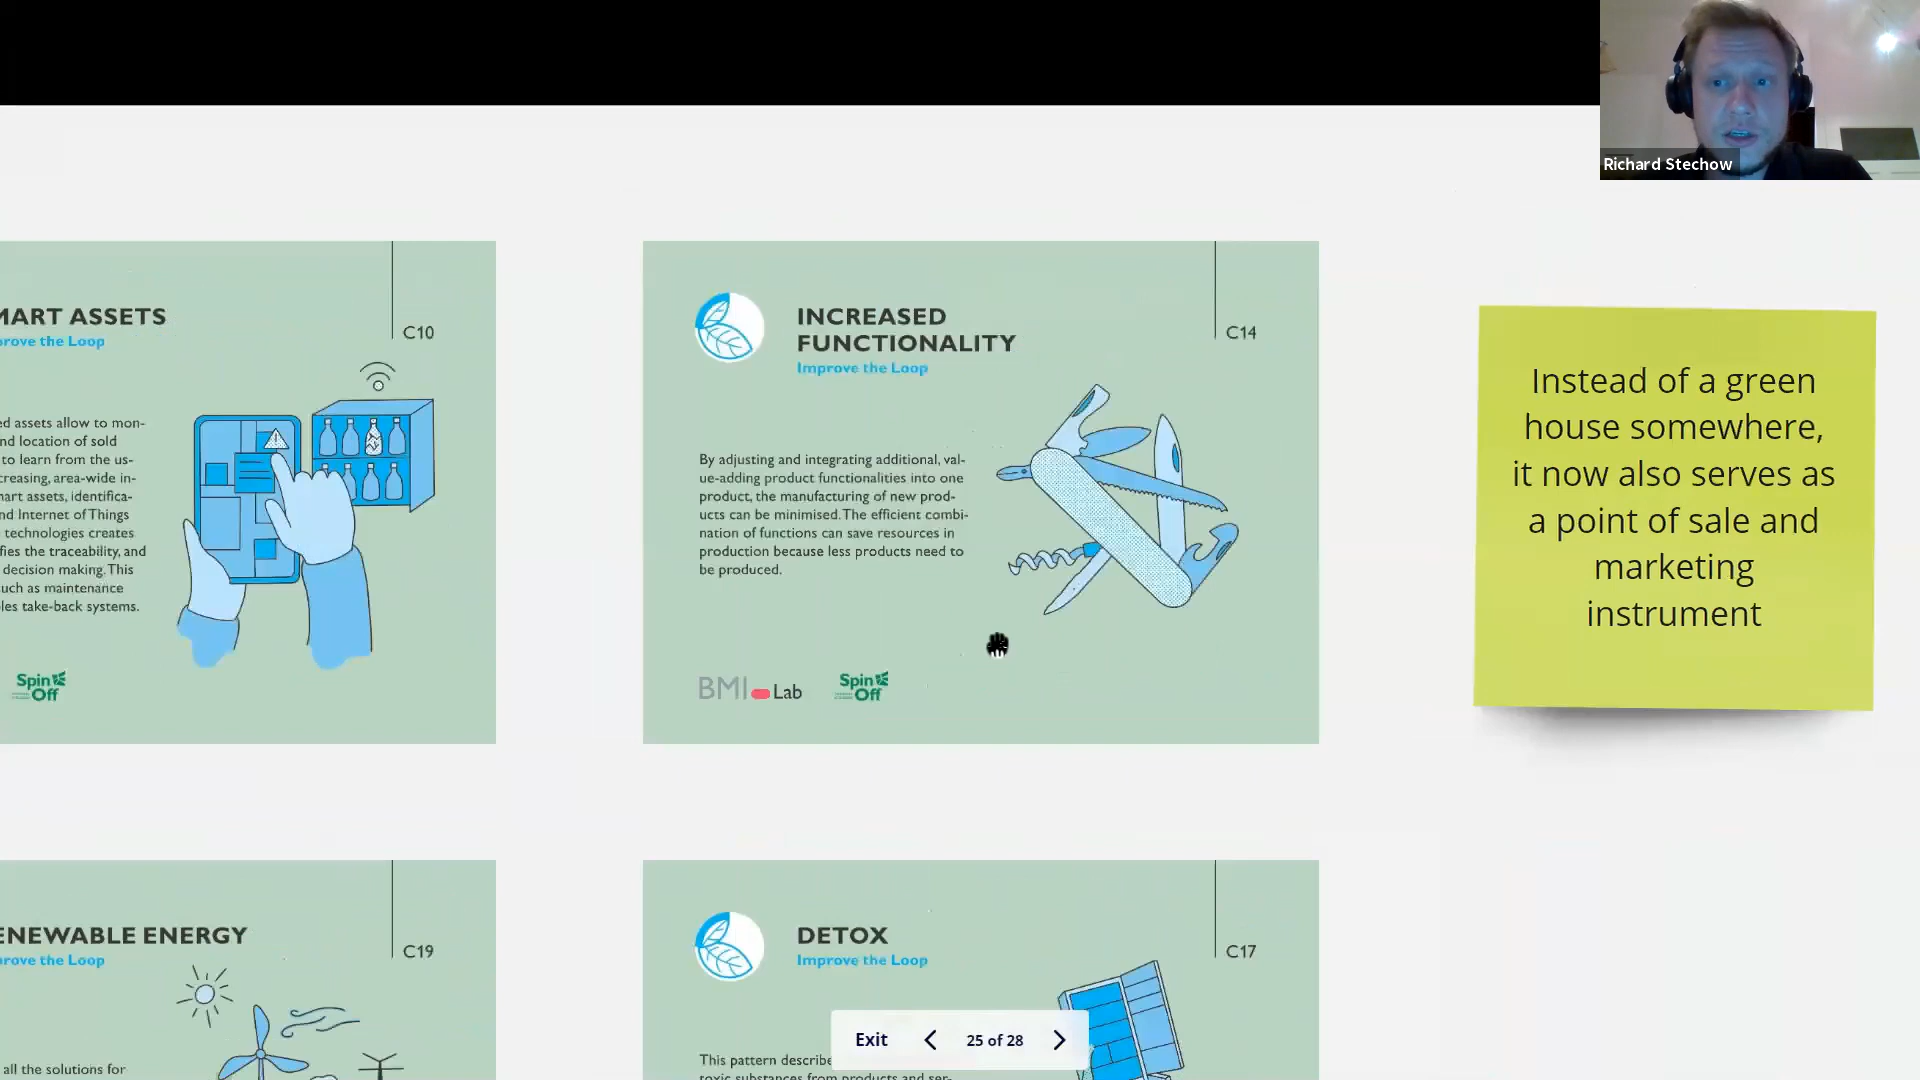 Richard Stechow
MART ASSETS
prove the Loop
C10
ed assets allow to mon-
nd location of sold
to learn from the us-
creasing, area-wide in-
mart assets, identifica-
nd Internet of Things
technologies creates
fies the traceability, and
decision making. This
uch as maintenance
les take-back systems.
Spin
Off
INCREASED
FUNCTIONALITY
Improve the Loop
C14
By adjusting and integrating additional, val-
ue-adding product functionalities into one
product, the manufacturing of new prod-
ucts can be minimised. The efficient combi-
nation of functions can save resources in
production because less products need to
be produced.
BMI Lab
Spin
Off
Instead of a green
house somewhere,
it now also serves as
a point of sale and
marketing
instrument
ENEWABLE ENERGY
prove the Loop
C19
all the solutions for
DETOX
Improve the Loop
C17
This pattern describe
toxic substances from products and ser-
Exit
25 of 28